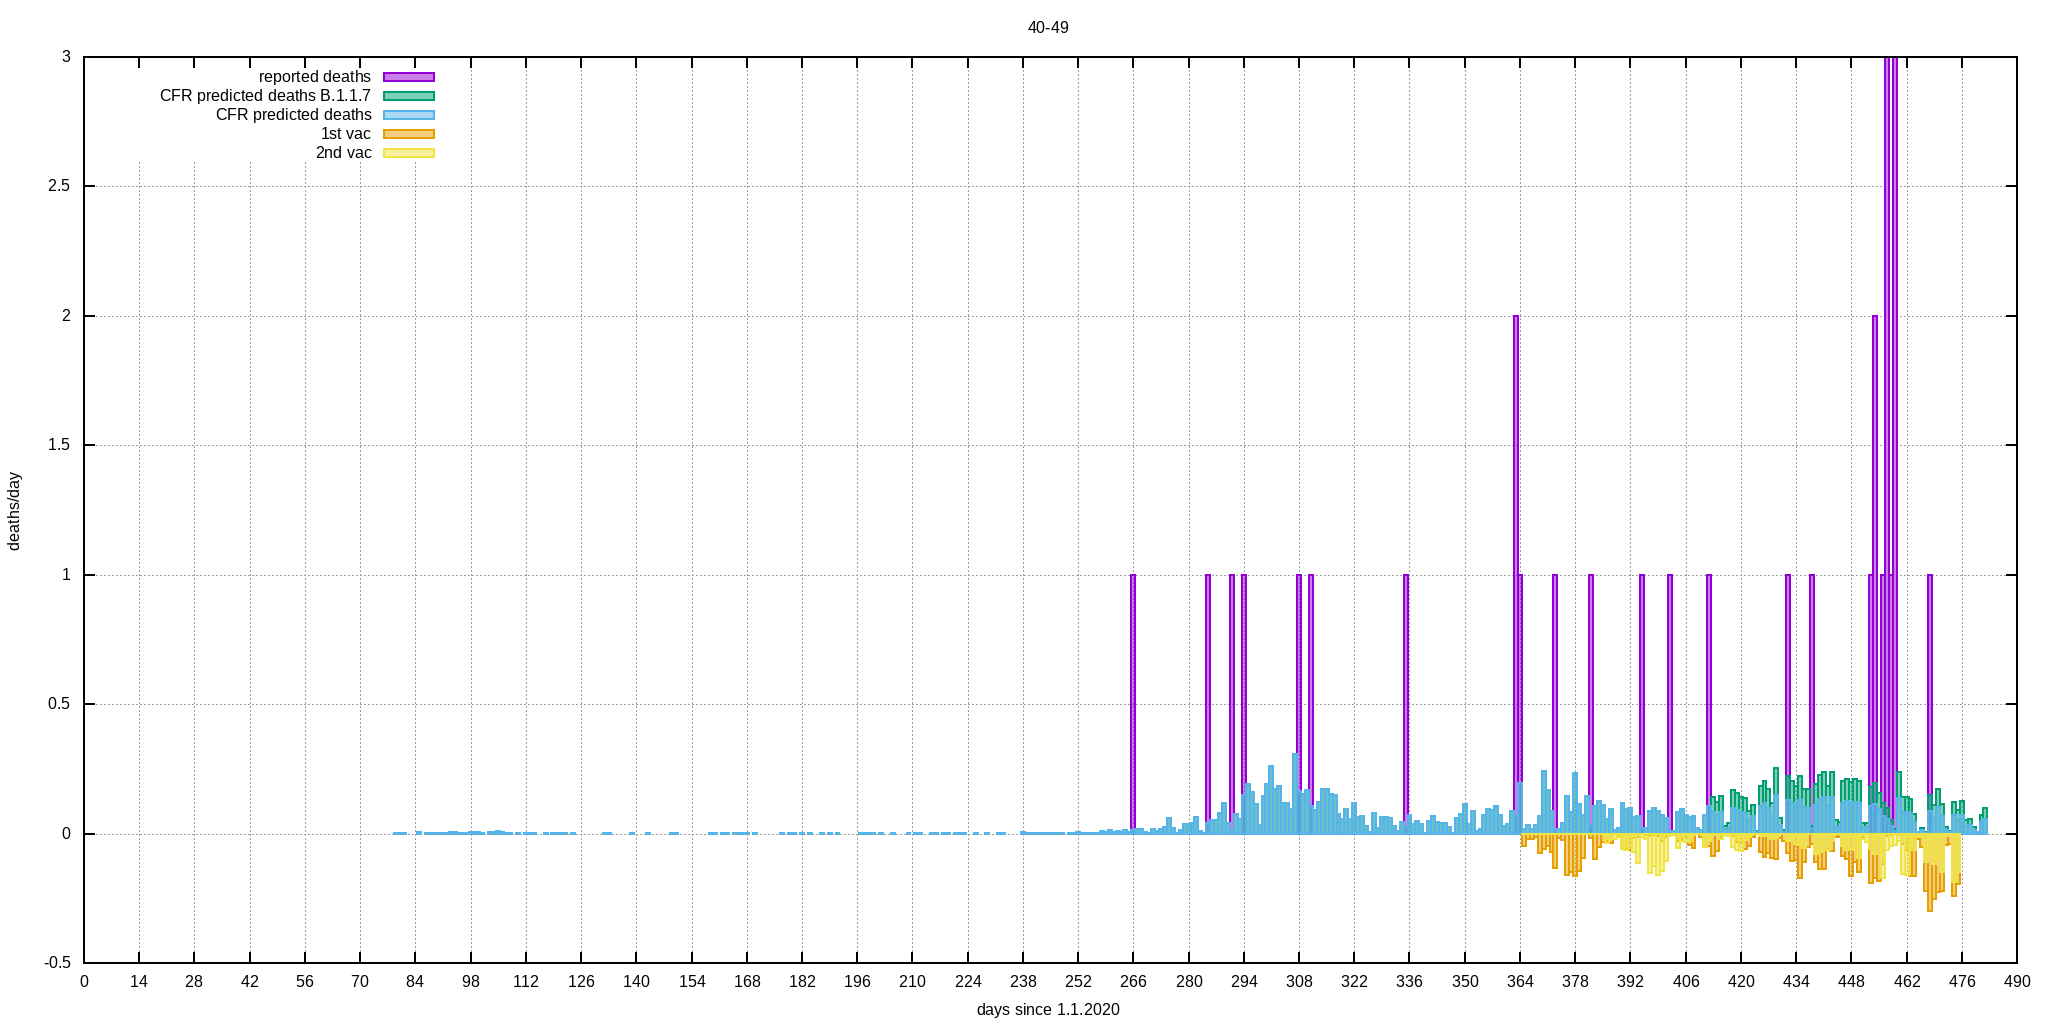 40-49
reported deaths
CFR predicted deaths B.1.1.7
CFR predicted deaths
1st vac
2nd vac
3
2.5
2
1.5
1
0.5
0
-0.5
deaths/day
0 14 28 42 56 70 84 98 112 126 140 154 168 182 196 210 224 238 252 266 280 294 308 322 336 350 364 378 392 406 420 434 448 462 476 490
days since 1.1.2020